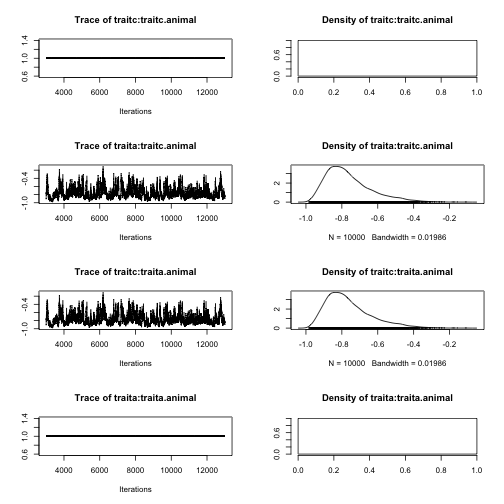 Trace of traitc:traitc.animal
Density of traitc:traitc.animal
0.6 1.0 1.4
4000 6000 8000 10000 12000
Iterations
0.0 0.6
0.0 0.2 0.4 0.6 0.8 1.0
Trace of traita:traitc.animal
Density of traita:traitc.animal
-1.0 -0.4
4000 6000 8000 10000 12000
Iterations
0 2
-1.0 -0.8 -0.6 -0.4 -0.2
N = 10000 Bandwidth = 0.01986
Trace of traitc:traita.animal
Density of traitc:traita.animal
-1.0 -0.4
4000 6000 8000 10000 12000
Iterations
0 2
-1.0 -0.8 -0.6 -0.4 -0.2
N = 10000 Bandwidth = 0.01986
Trace of traita:traita.animal
Density of traita:traita.animal
0.6 1.0 1.4
4000 6000 8000 10000 12000
Iterations
0.0 0.6
0.0 0.2 0.4 0.6 0.8 1.0